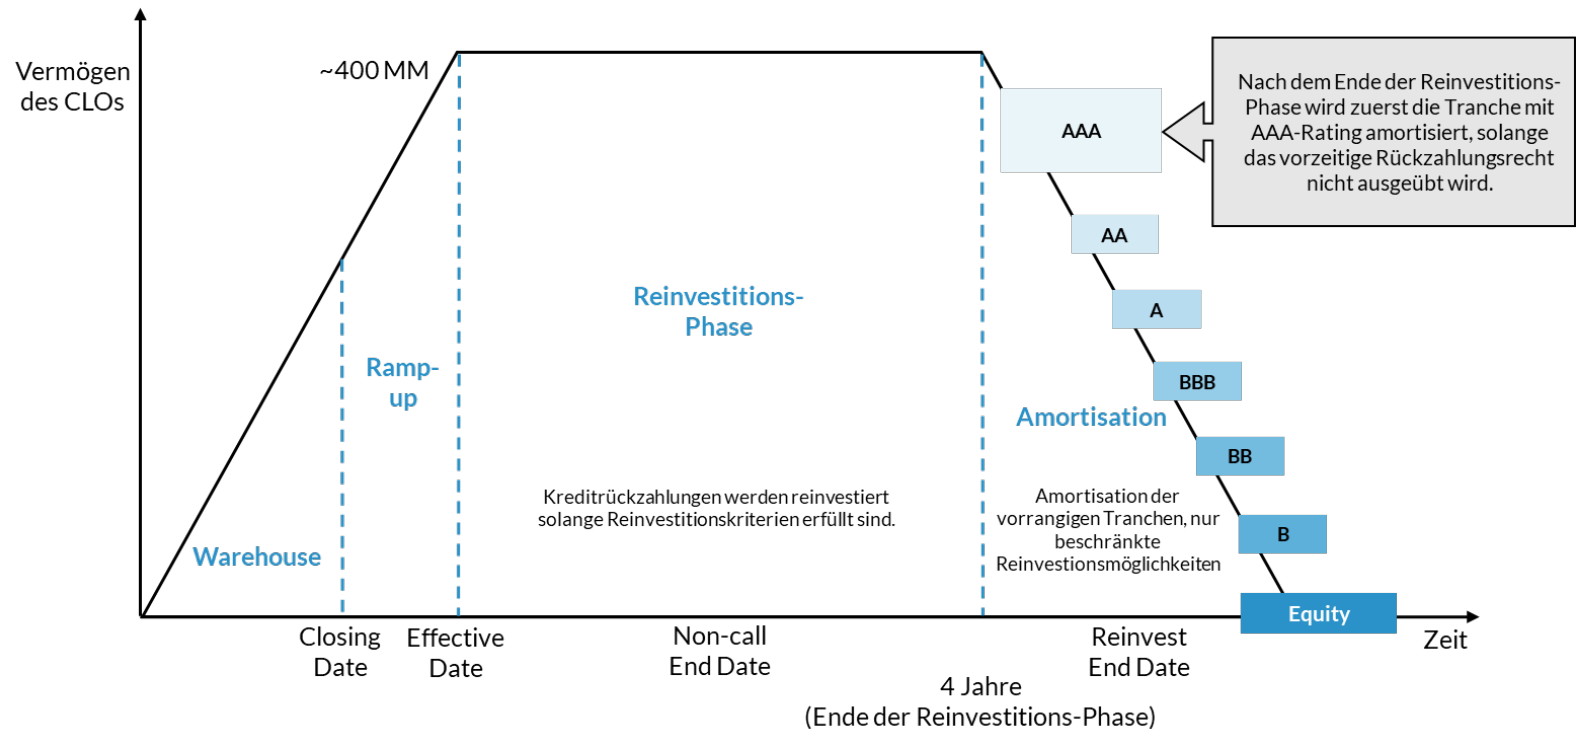 Vermögen
des CLOs
~400 MM
Nach dem Ende der Reinvestitions-
Phase wird zuerst die Tranche mit
AAA-Rating amortisiert, solange
das vorzeitige Rückzahlungsrecht
nicht ausgeübt wird.
AAA
AA
A
BBB
BB
B
Equity
Reinvestitions-
Phase
Ramp-
up
Amortisation
Kreditrückzahlungen werden reinvestiert
solange Reinvestitionskriterien erfüllt sind.
Amortisation der
vorrangigen Tranchen, nur
beschränkte
Reinvestionsmöglichkeiten
Warehouse
Closing
Date
Effective
Date
Non-call
End Date
Reinvest
End Date
Zeit
4 Jahre
(Ende der Reinvestitions-Phase)